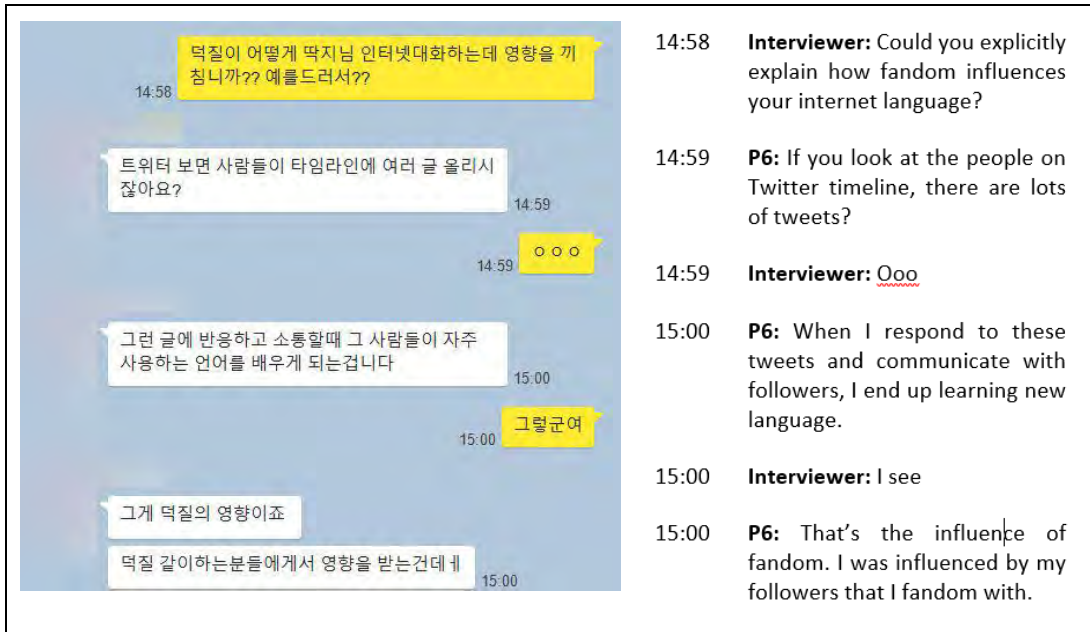 덕질이 어떻게 딱지님 인터넷대화하는데 영향을 끼
침니까?? 예를드러서??
14:58
트위터 보면 사람들이 타임라인에 여러 글 올리시
잖아요?
14:59
ㅇㅇㅇ
14:59
그런 글에 반응하고 소통할때 그 사람들이 자주
사용하는 언어를 배우게 되는겁니다
15:00
그렇군여
15:00
그게 덕질의 영향이죠
덕질 같이하는분들에게서 영향을 받는건데ㅔ
15:00
14:58 Interviewer: Could you explicitly
explain how fandom influences
your internet language?
14:59 P6: If you look at the people on
Twitter timeline, there are lots
of tweets?
14:59 Interviewer: Ooo
15:00 P6: When I respond to these
tweets and communicate with
followers, I end up learning new
language.
15:00 Interviewer: I see
15:00 P6: That's the influence of
fandom. I was influenced by my
followers that I fandom with.